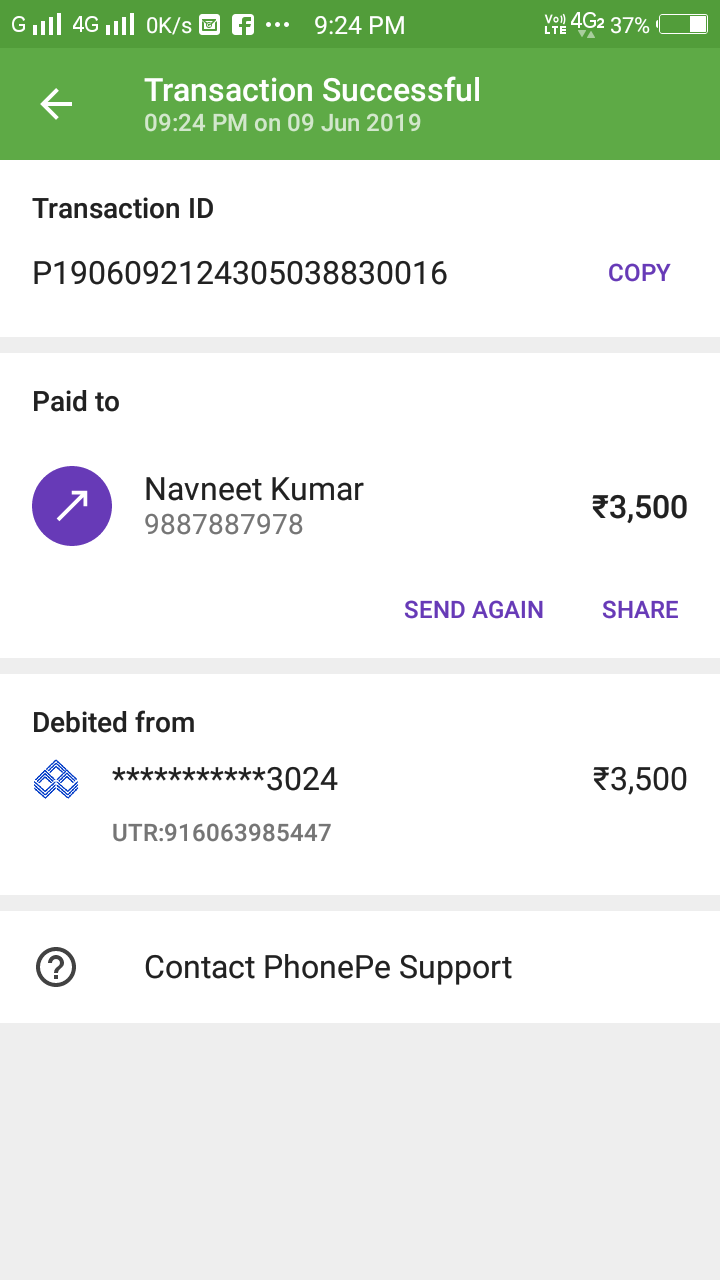 G 4G 0K/s 9:24 PM VoLTE 4G2 37%
Transaction Successful
09:24 PM on 09 Jun 2019
Transaction ID
P1906092124305038830016 COPY
Paid to
Navneet Kumar
9887887978
₹3,500
SEND AGAIN SHARE
Debited from
***********3024 ₹3,500
UTR:916063985447
Contact PhonePe Support